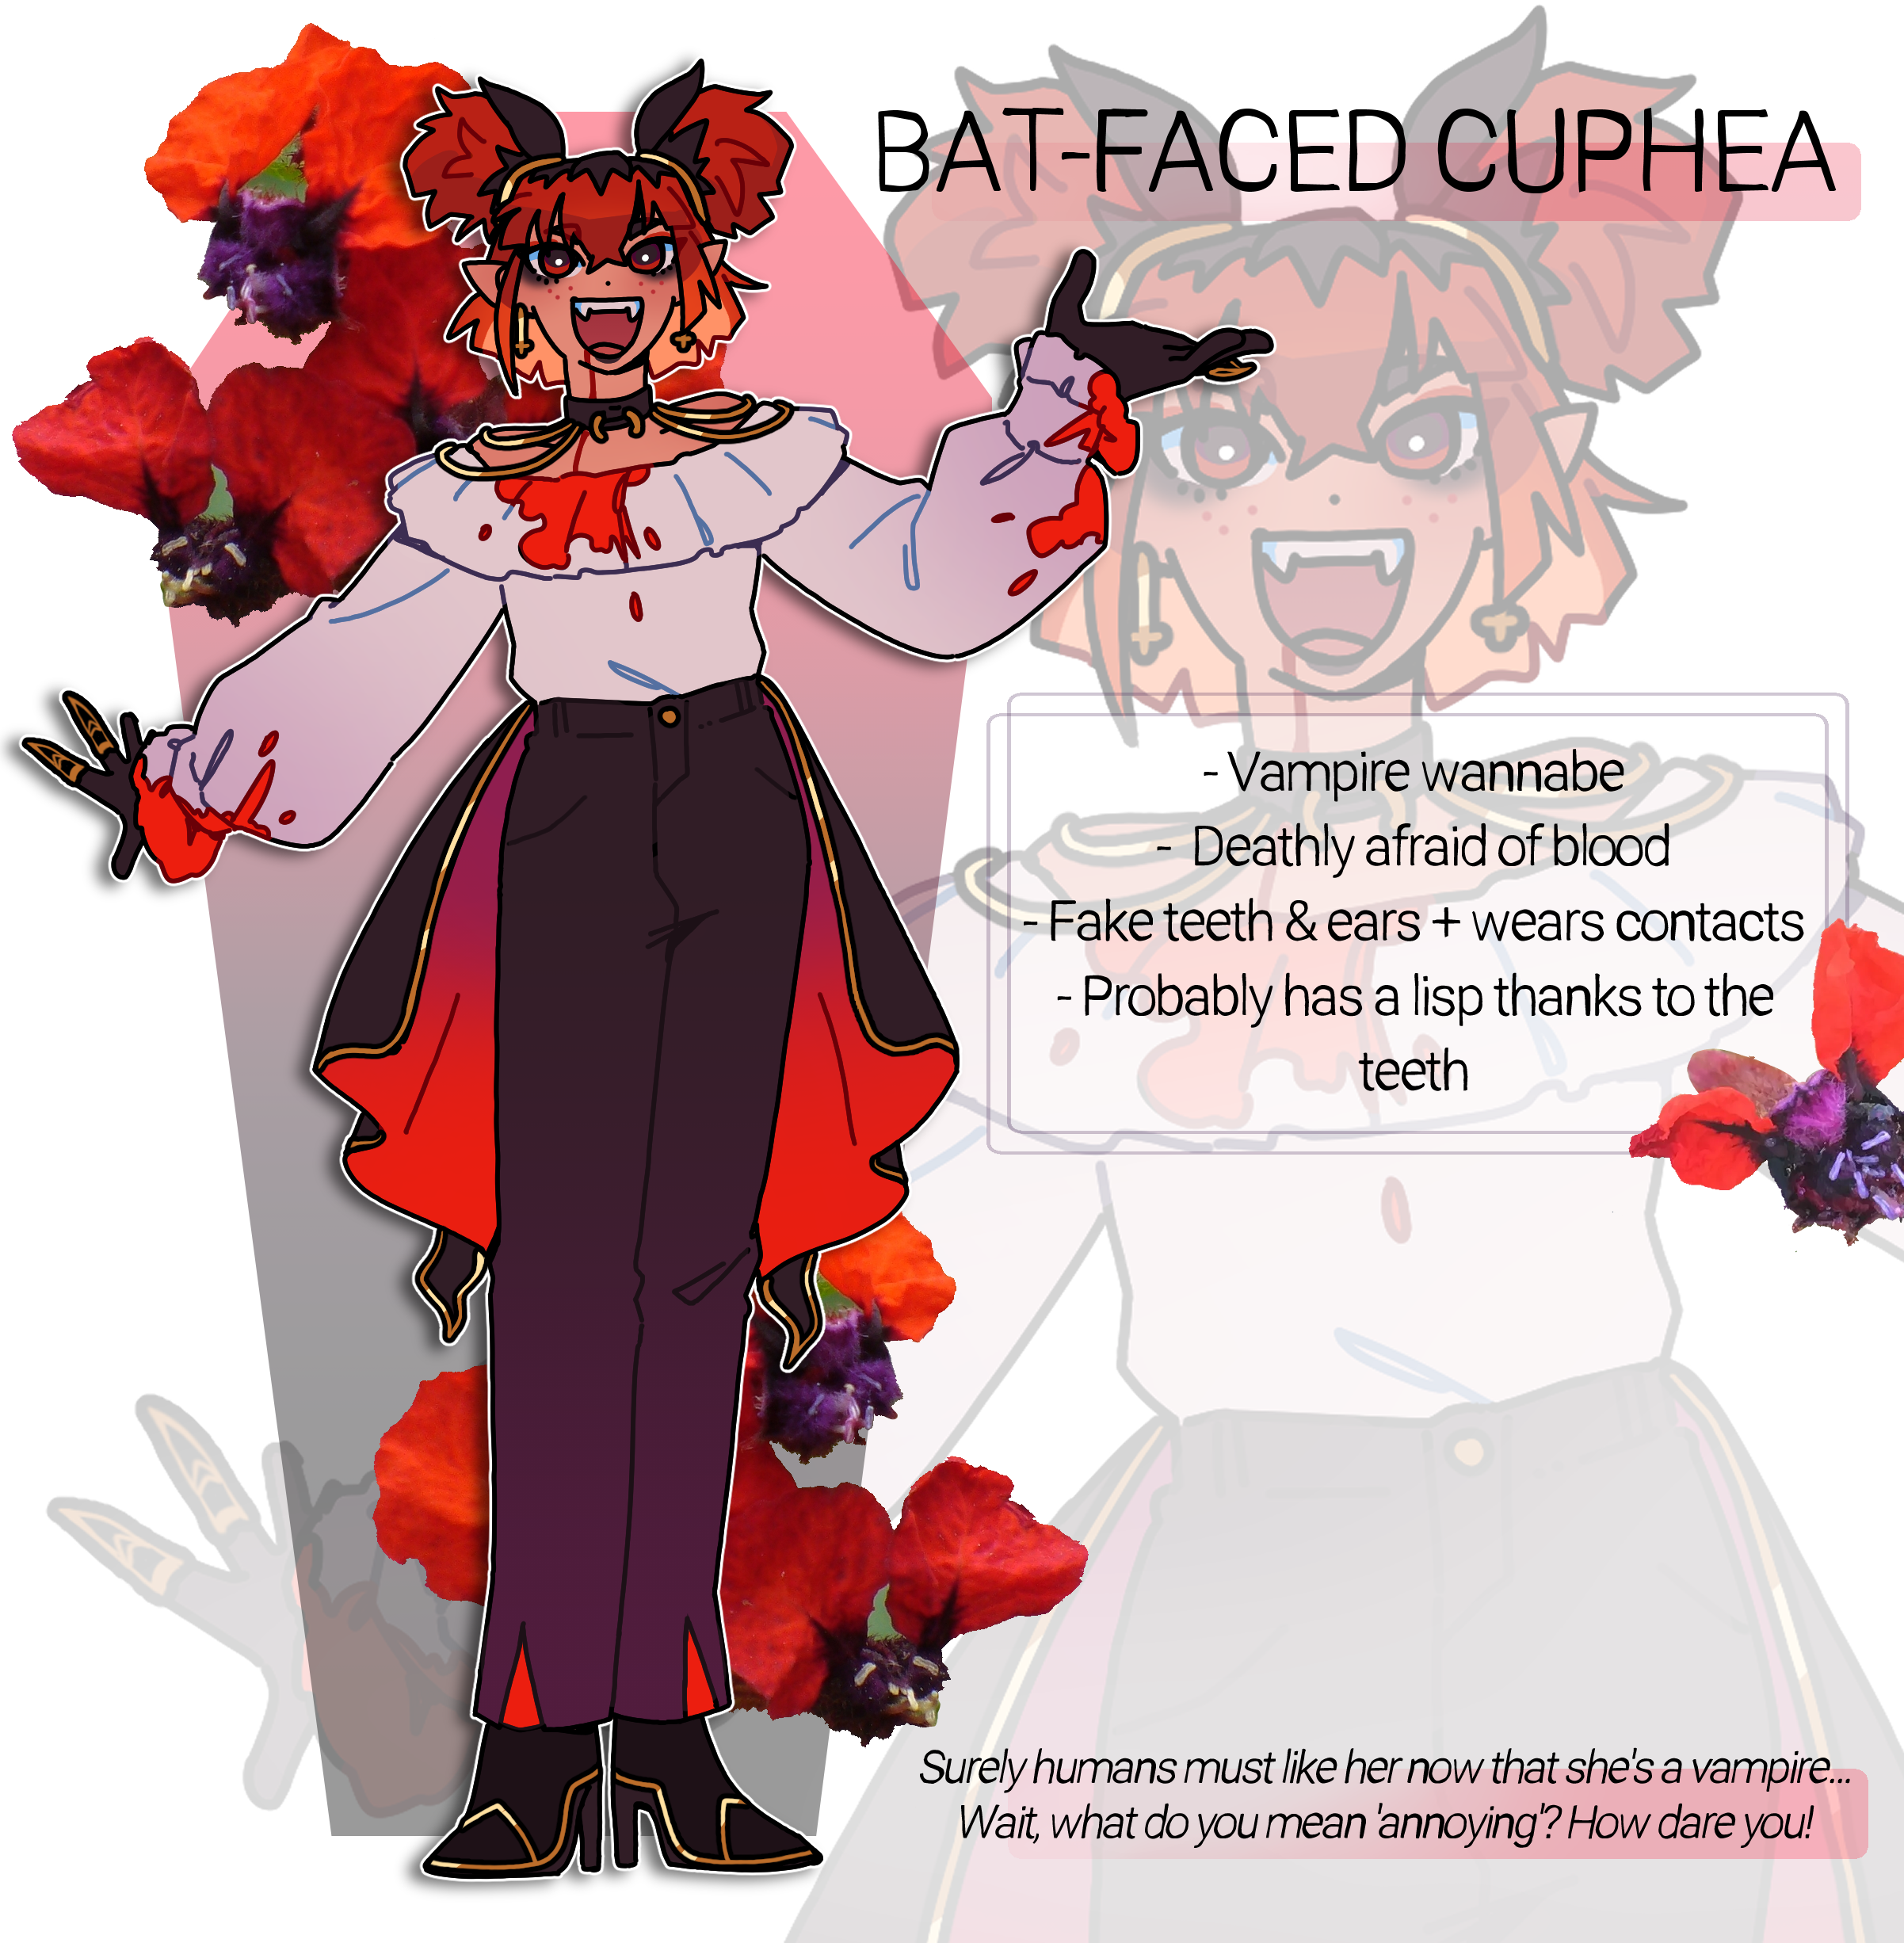 BAT-FACED CUPHEA
- Vampire wannabe
- Deathly afraid of blood
- Fake teeth & ears + wears contacts
- Probably has a lisp thanks to the
teeth
Surely humans must like her now that she's a vampire...
Wait, what do you mean 'annoying'? How dare you!